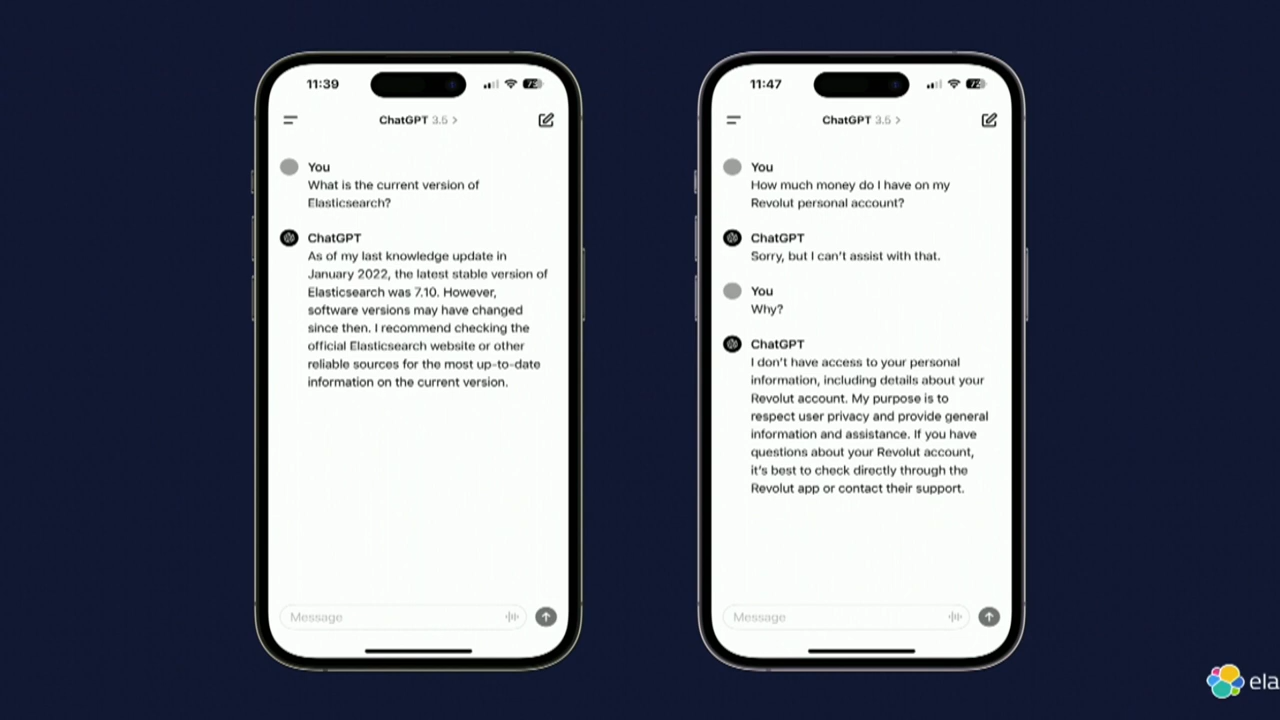 11:39
73
ChatGPT 3.5 >
You
What is the current version of
Elasticsearch?
ChatGPT
As of my last knowledge update in
January 2022, the latest stable version of
Elasticsearch was 7.10. However,
software versions may have changed
since then. I recommend checking the
official Elasticsearch website or other
reliable sources for the most up-to-date
information on the current version.
Message
11:47
73
ChatGPT 3.5 >
You
How much money do I have on my
Revolut personal account?
ChatGPT
Sorry, but I can't assist with that.
You
Why?
ChatGPT
I don't have access to your personal
information, including details about your
Revolut account. My purpose is to
respect user privacy and provide general
information and assistance. If you have
questions about your Revolut account,
it's best to check directly through the
Revolut app or contact their support.
Message
ela